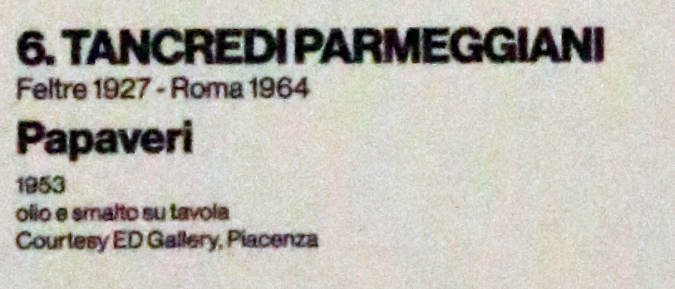 6. TANCREDI PARMEGGIANI
Feltre 1927 - Roma 1964
Papaveri
1953
olio e smalto su tavola
Courtesy ED Gallery, Piacenza